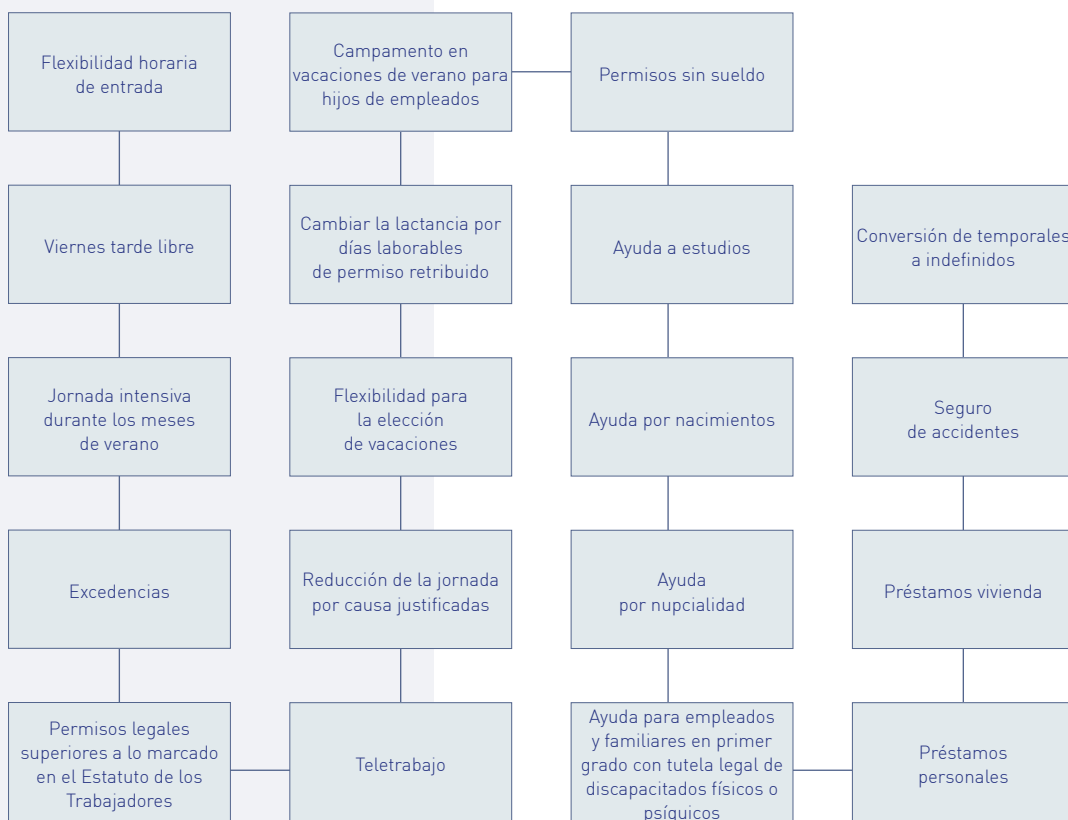 Flexibilidad horaria
de entrada
Viernes tarde libre
Jornada intensiva
durante los meses
de verano
Excedencias
Permisos legales
superiores a lo marcado
en el Estatuto de los
Trabajadores
Campamento en
vacaciones de verano para
hijos de empleados
Cambiar la lactancia por
días laborables
de permiso retribuido
Flexibilidad para
la elección
de vacaciones
Reducción de la jornada
por causa justificadas
Teletrabajo
Permisos sin sueldo
Ayuda a estudios
Ayuda por nacimientos
Ayuda
por nupcialidad
Ayuda para empleados
y familiares en primer
grado con tutela legal de
discapacitados físicos o
psíquicos
Conversión de temporales
a indefinidos
Seguro
de accidentes
Préstamos vivienda
Préstamos
personales